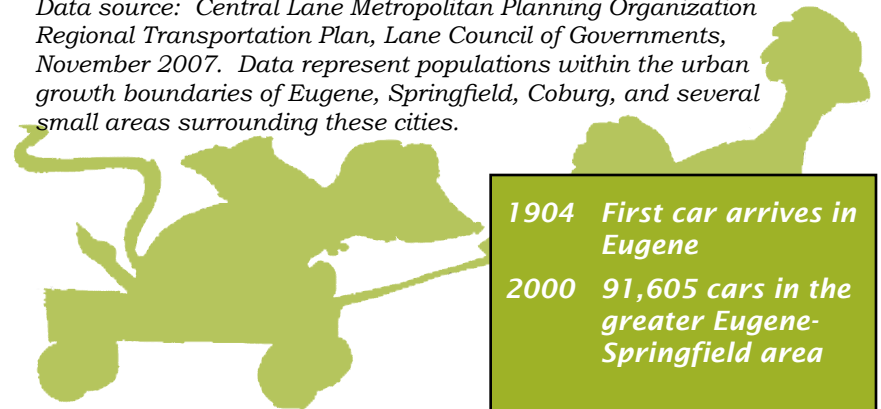 Data source: Central Lane Metropolitan Planning Organization
Regional Transportation Plan, Lane Council of Governments,
November 2007. Data represent populations within the urban
growth boundaries of Eugene, Springfield, Coburg, and several
small areas surrounding these cities.
1904 First car arrives in
Eugene
2000 91,605 cars in the
greater Eugene-
Springfield area